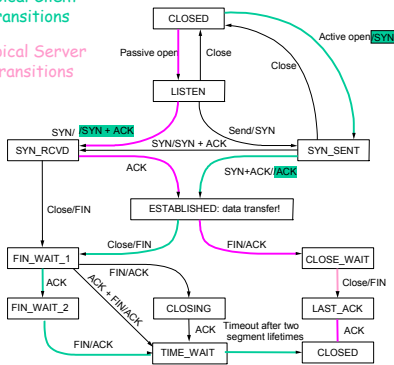 ical Client
ransitions
pical Server
ransitions
CLOSED
Active open/SYN
Passive open
Close
Close
LISTEN
SYN/ /SYN + ACK
Send/SYN
SYN_RCVD
SYN/SYN + ACK
SYN_SENT
ACK
SYN+ACK//ACK
ESTABLISHED: data transfer!
Close/FIN
Close/FIN
FIN/ACK
FIN_WAIT_1
FIN/ACK
CLOSE_WAIT
ACK
ACK + FIN/ACK
Close/FIN
FIN_WAIT_2
CLOSING
LAST_ACK
ACK
Timeout after two
segment lifetimes
ACK
FIN/ACK
TIME_WAIT
CLOSED